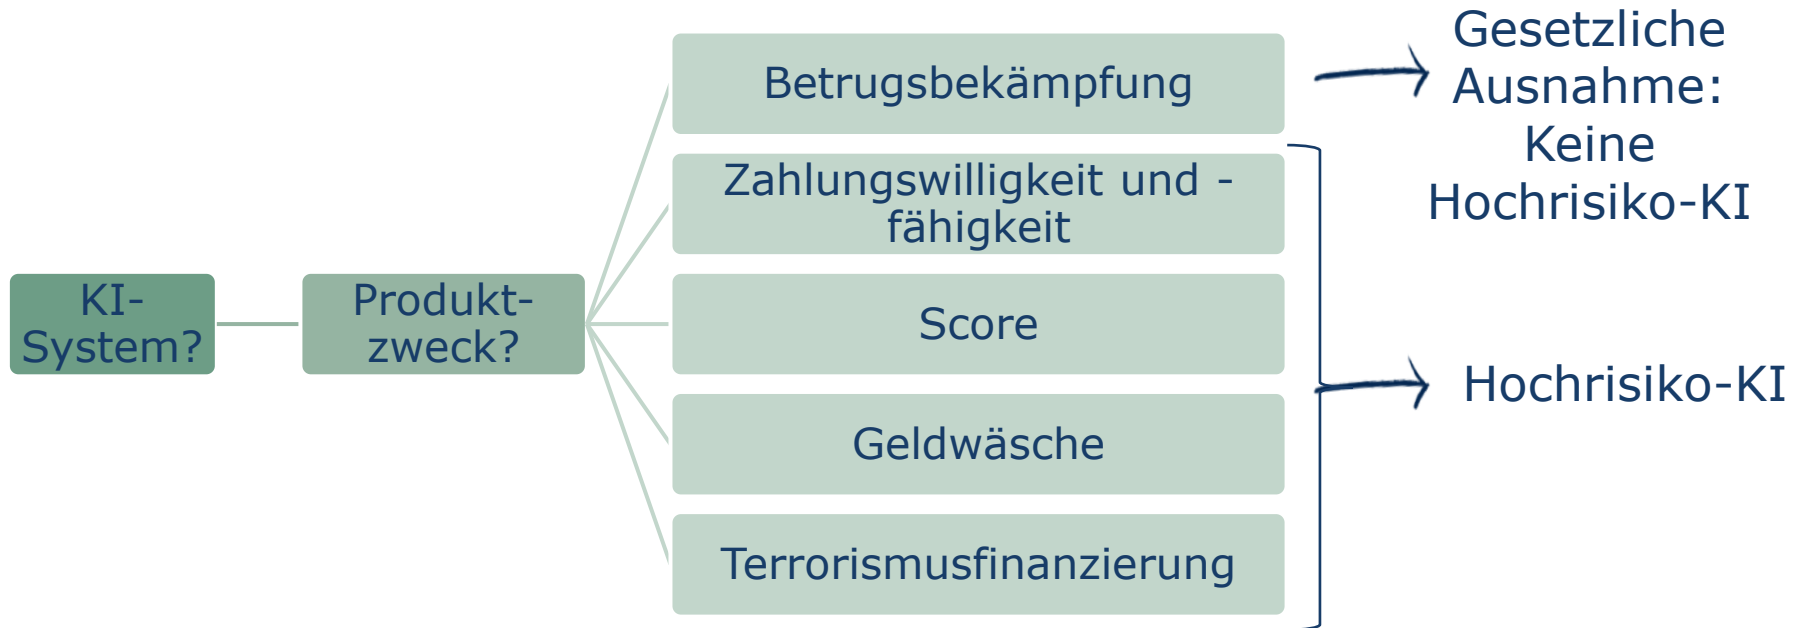 KI-
System?
Produkt-
zweck?
Betrugsbekämpfung
Zahlungswilligkeit und -
fähigkeit
Score
Geldwäsche
Terrorismusfinanzierung
Gesetzliche
Ausnahme:
Keine
Hochrisiko-KI
Hochrisiko-KI